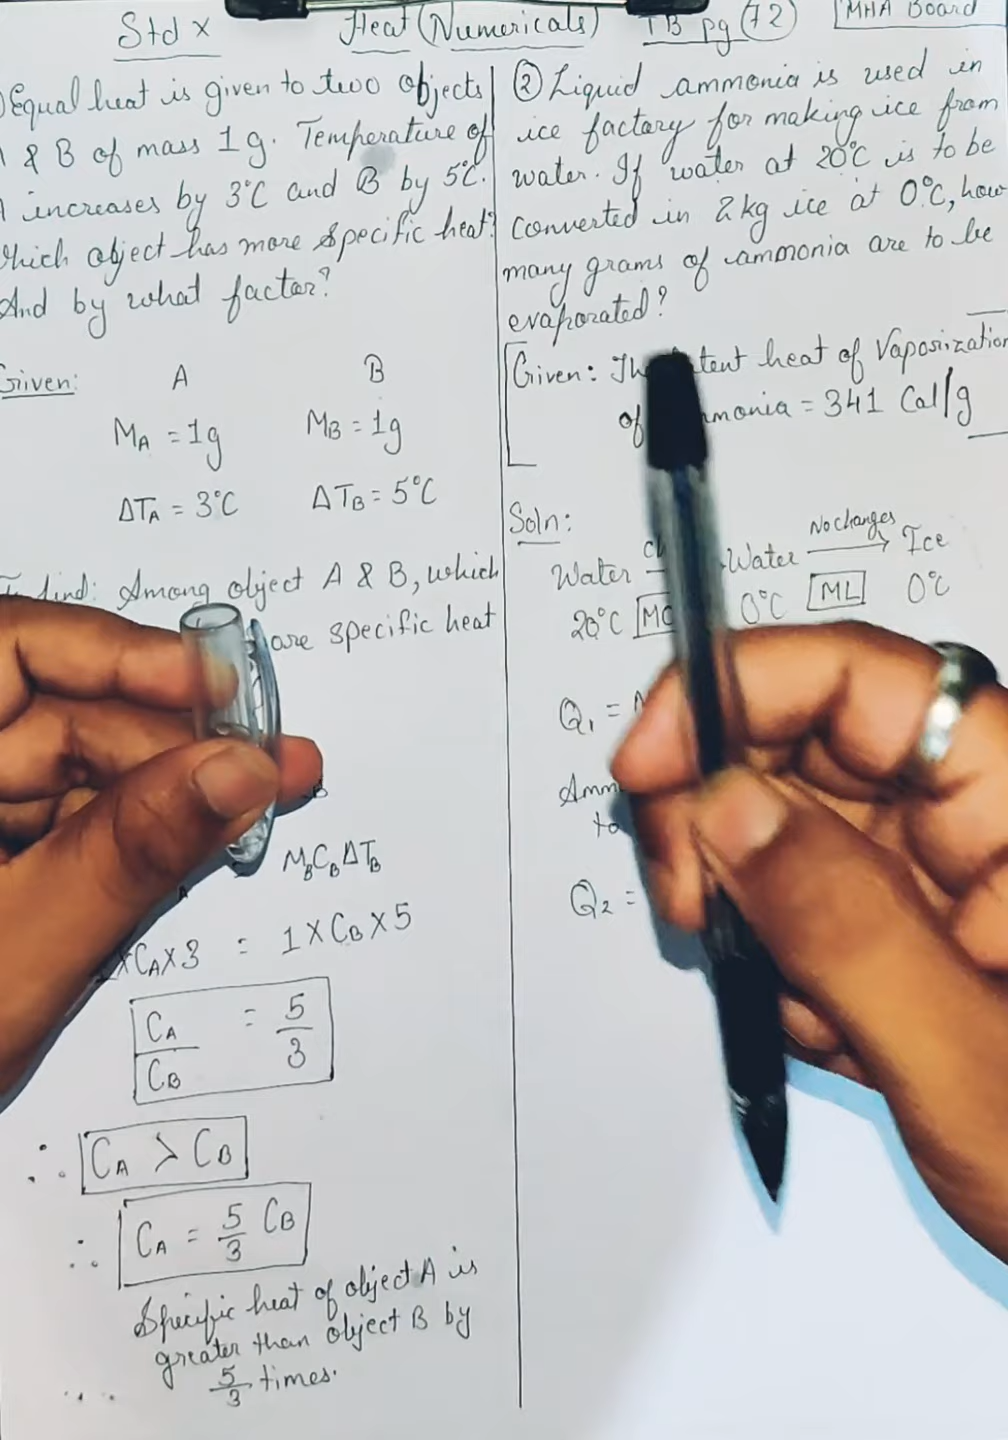 Std X Heat (Numericals) TB pg (72) MHA Board
Equal heat is given to two objects
& B of mass 1g. Temperature of
increases by 3°C and B by 5°C.
Which object has more specific heat?
And by what factor?
Given: A B
MA = 1g MB = 1g
ΔTA = 3°C ΔTB = 5°C
To find: Among object A & B, which
specific heat
B
MBCBΔTB
A
×CA×3 = 1×CB×5
CA/CB = 5/3
∴ CA > CB
∴ CA = 5/3 CB
Specific heat of object A is
greater than object B by
5/3 times.
② Liquid ammonia is used in
ice factory for making ice from
water. If water at 20°C is to be
converted in 2kg ice at 0°C, how
many grams of ammonia are to be
evaporated?
Given: heat of Vaporization
of = 341 Cal/g
Soln:
No changes
Water Water → Ice
20°C 0°C ML 0°C
Q1 =
to
Q2 =